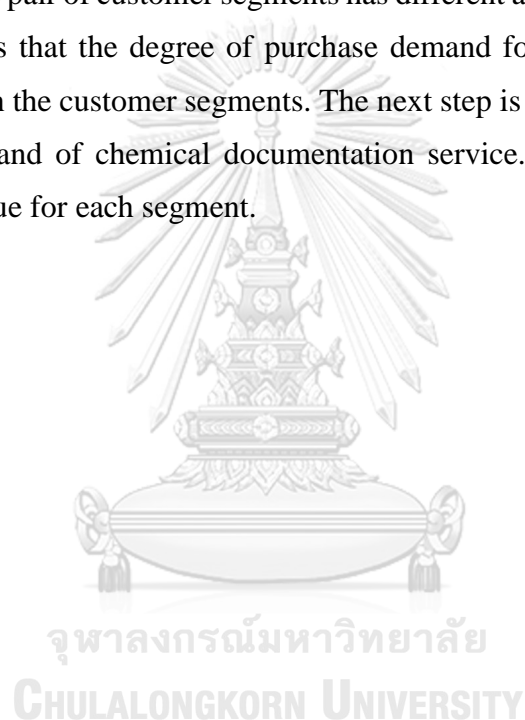 pair of customer segments has different a
s that the degree of purchase demand fo
the customer segments. The next step is
and of chemical documentation service.
ue for each segment.
จุฬาลงกรณ์มหาวิทยาลัย
CHULALONGKORN UNIVERSITY